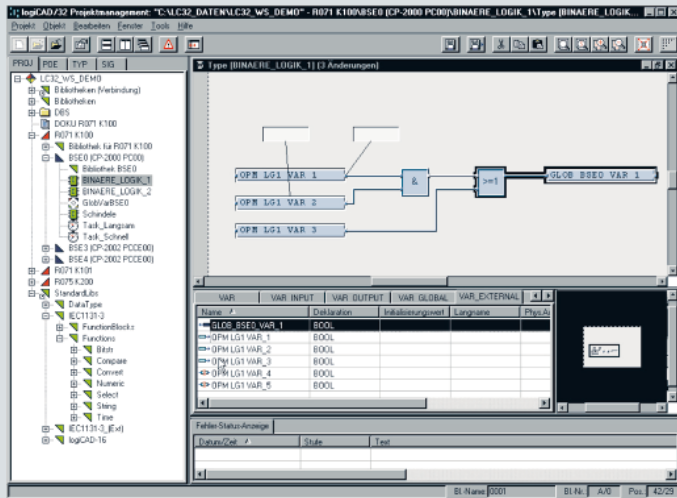 logiCAD/32 Projektmanagement: "C:\LC32_DATEN\LC32_WS_DEMO" - R071 K100\BSE0 (CP-2000 PC00)\BINAERE_LOGIK_1\Type [BINAERE_LOGIK...
Projekt Objekt Bearbeiten Fenster Tools Hilfe
PROJ POE TYP SIG
Type [BINAERE_LOGIK_1] (3 Änderungen)
LC32_WS_DEMO
Bibliotheken (Verbindung)
Bibliotheken
DBS
DOKU R071 K100
R071 K100
Bibliothek für R071 K100
BSE0 (CP-2000 PC00)
Bibliothek BSE0
BINAERE_LOGIK_1
BINAERE_LOGIK_2
GlobVarBSE0
Schindele
Task_Langsam
Task_Schnell
BSE3 (CP-2002 PCCE00)
BSE4 (CP-2002 PCCE00)
R071 K101
R075 K200
StandardLibs
DataType
IEC1131-3
FunctionBlocks
Functions
Bitstr
Compare
Convert
Numeric
Select
String
Time
IEC1131-3_(Ext)
logiCAD-16
OPM LG1 VAR 1
&
>=1
GLOB BSE0 VAR 1
OPM LG1 VAR 2
OPM LG1 VAR 3
VAR VAR INPUT VAR OUTPUT VAR GLOBAL VAR_EXTERNAL
Name Deklaration Initialisierungswert Langname Phys.A
GLOB_BSE0_VAR_1 BOOL
OPM LG1 VAR_1 BOOL
OPM LG1 VAR_2 BOOL
OPM LG1 VAR_3 BOOL
OPM LG1 VAR_4 BOOL
OPM LG1 VAR_5 BOOL
Fehler-Status-Anzeige
Datum/Zeit Stufe Text
Bl.-Name: 0001 Bl.-Nr. A/0 Pos. 42/29